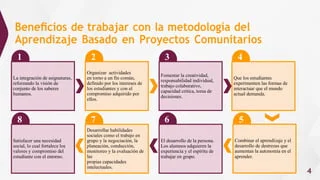 Beneficios de trabajar con la metodología del
Aprendizaje Basado en Proyectos Comunitarios
1
La integración de asignaturas,
reforzando la visión de
conjunto de los saberes
humanos.
2
Organizar actividades
en torno a un fin común,
definido por los intereses de
los estudiantes y con el
compromiso adquirido por
ellos.
3
Fomentar la creatividad,
responsabilidad individual,
trabajo colaborativo,
capacidad crítica, toma de
decisiones.
4
Que los estudiantes
experimenten las formas de
interactuar que el mundo
actual demanda.
8
Satisfacer una necesidad
social, lo cual fortalece los
valores y compromiso del
estudiante con el entorno.
7
Desarrollar habilidades
sociales como el trabajo en
grupo y la negociación, la
planeación, conducción,
monitoreo y la evaluación de
las
propias capacidades
intelectuales.
6
El desarrollo de la persona.
Los alumnos adquieren la
experiencia y el espíritu de
trabajar en grupo.
5
Combinar el aprendizaje y el
desarrollo de destrezas que
aumentan la autonomía en el
aprender.
4